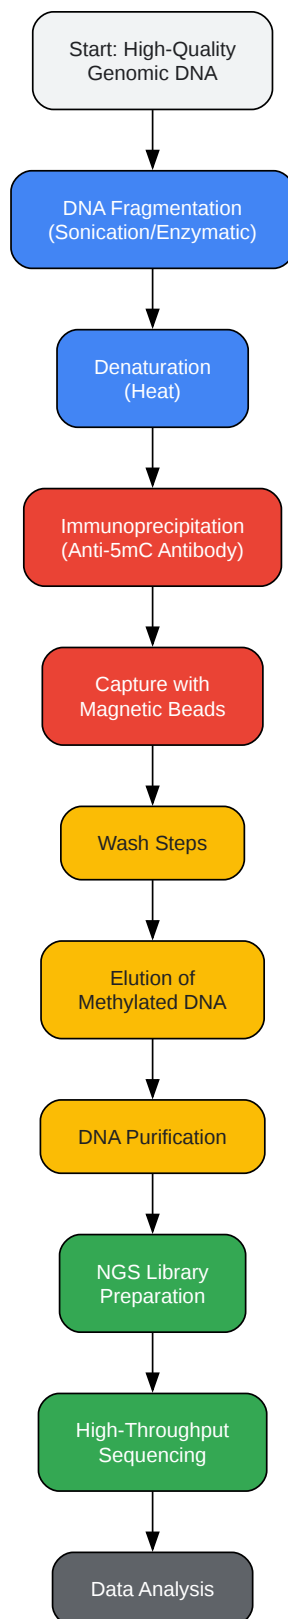 Start: High-Quality
Genomic DNA
DNA Fragmentation
(Sonication/Enzymatic)
Denaturation
(Heat)
Immunoprecipitation
(Anti-5mC Antibody)
Capture with
Magnetic Beads
Wash Steps
Elution of
Methylated DNA
DNA Purification
NGS Library
Preparation
High-Throughput
Sequencing
Data Analysis